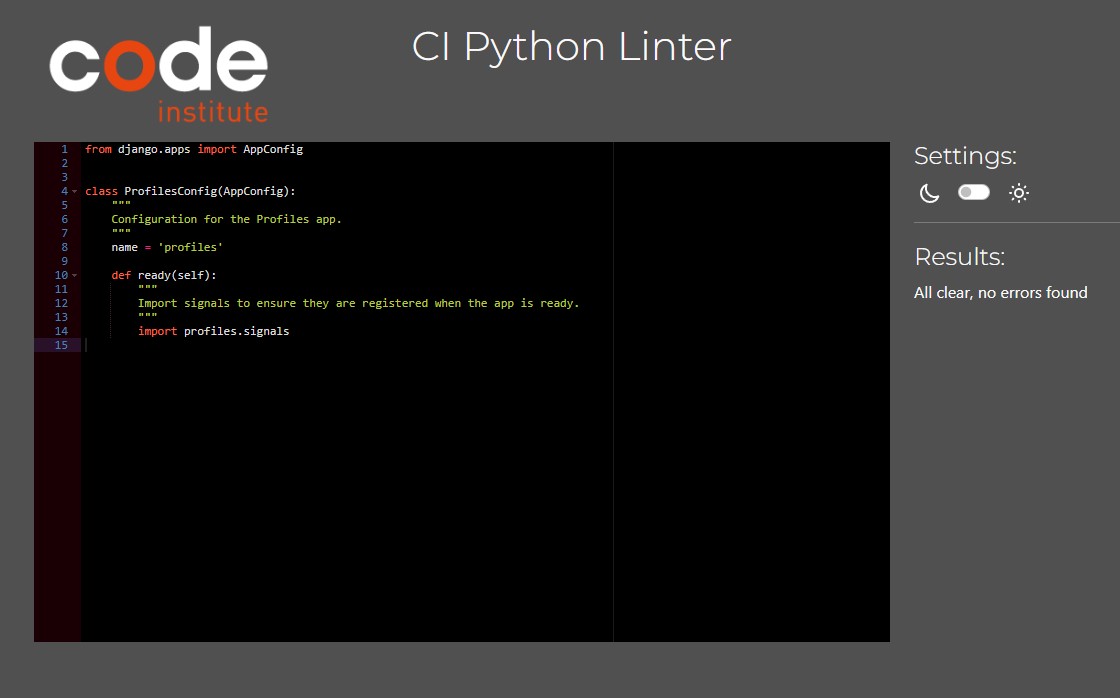 code
institute
CI Python Linter
1 from django.apps import AppConfig
2
3
4 class ProfilesConfig(AppConfig):
5     """
6     Configuration for the Profiles app.
7     """
8     name = 'profiles'
9
10     def ready(self):
11         """
12         Import signals to ensure they are registered when the app is ready.
13         """
14         import profiles.signals
15
Settings:
Results:
All clear, no errors found